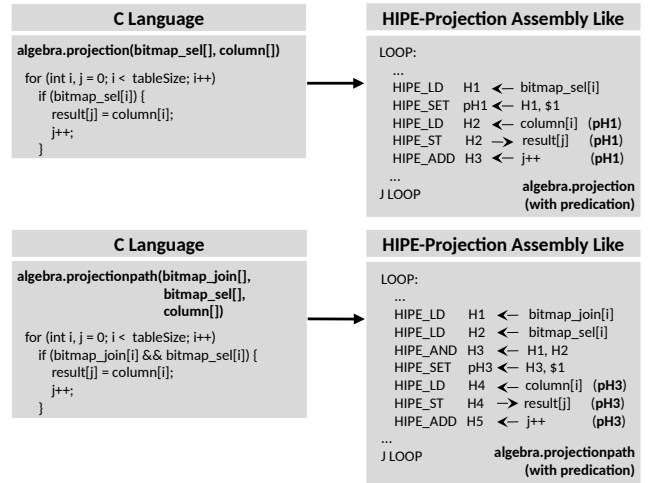 C Language
algebra.projection(bitmap_sel[], column[])
for (int i, j = 0; i < tableSize; i++)
if (bitmap_sel[i]) {
result[j] = column[i];
j++;
}
HIPE-Projection Assembly Like
LOOP:
...
HIPE_LD H1 ← bitmap_sel[i]
HIPE_SET pH1 ← H1, $1
HIPE_LD H2 ← column[i] (pH1)
HIPE_ST H2 → result[j] (pH1)
HIPE_ADD H3 ← j++ (pH1)
...
J LOOP
algebra.projection
(with predication)
C Language
algebra.projectionpath(bitmap_join[],
bitmap_sel[],
column[])
for (int i, j = 0; i < tableSize; i++)
if (bitmap_join[i] && bitmap_sel[i]) {
result[j] = column[i];
j++;
}
HIPE-Projection Assembly Like
LOOP:
...
HIPE_LD H1 ← bitmap_join[i]
HIPE_LD H2 ← bitmap_sel[i]
HIPE_AND H3 ← H1, H2
HIPE_SET pH3 ← H3, $1
HIPE_LD H4 ← column[i] (pH3)
HIPE_ST H4 → result[j] (pH3)
HIPE_ADD H5 ← j++ (pH3)
...
J LOOP
algebra.projectionpath
(with predication)